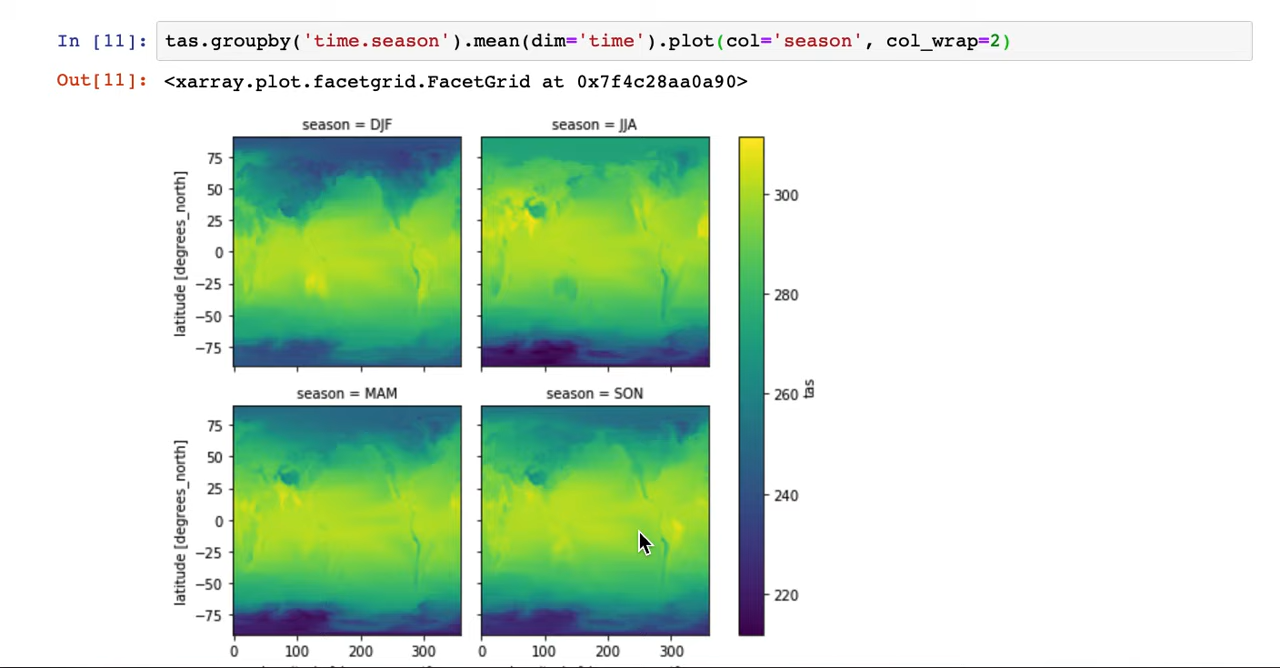 In [11]: tas.groupby('time.season').mean(dim='time').plot(col='season', col_wrap=2)
Out[11]: <xarray.plot.facetgrid.FacetGrid at 0x7f4c28aa0a90>
season = DJF
season = JJA
75
50
25
0
−25
−50
−75
latitude [degrees_north]
season = MAM
season = SON
75
50
25
0
−25
−50
−75
latitude [degrees_north]
0 100 200 300
0 100 200 300
300
280
260
240
220
tas